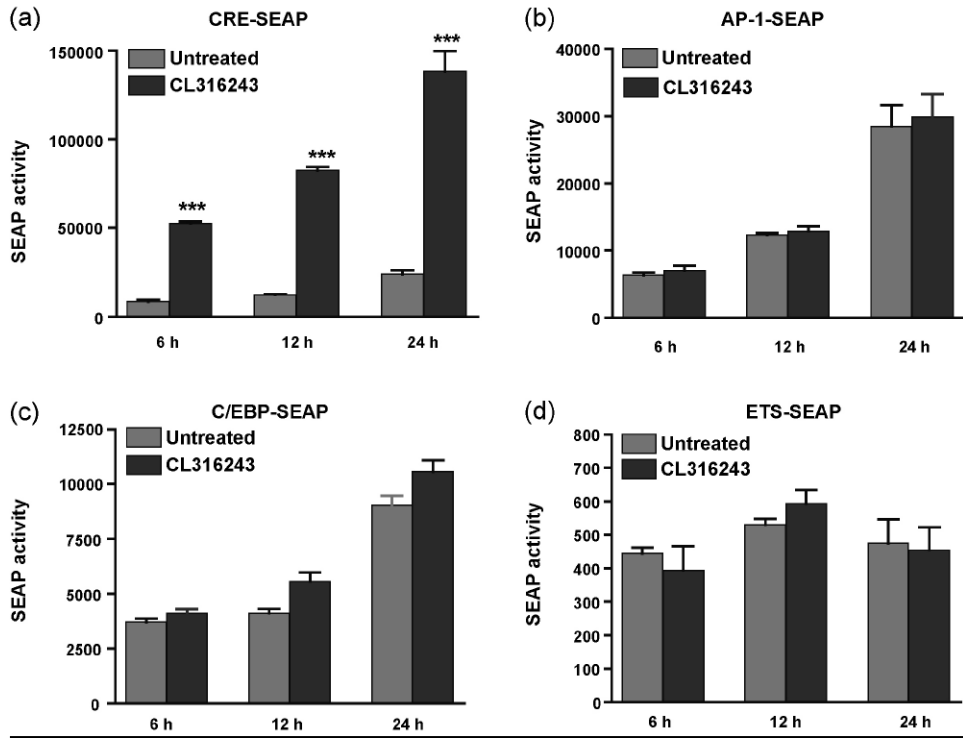 (a)
CRE-SEAP
Untreated
CL316243
SEAP activity
150000
100000
50000
0
***
***
***
6 h
12 h
24 h
(b)
AP-1-SEAP
Untreated
CL316243
SEAP activity
40000
30000
20000
10000
0
6 h
12 h
24 h
(c)
C/EBP-SEAP
Untreated
CL316243
SEAP activity
12500
10000
7500
5000
2500
0
6 h
12 h
24 h
(d)
ETS-SEAP
Untreated
CL316243
SEAP activity
800
700
600
500
400
300
200
100
0
6 h
12 h
24 h